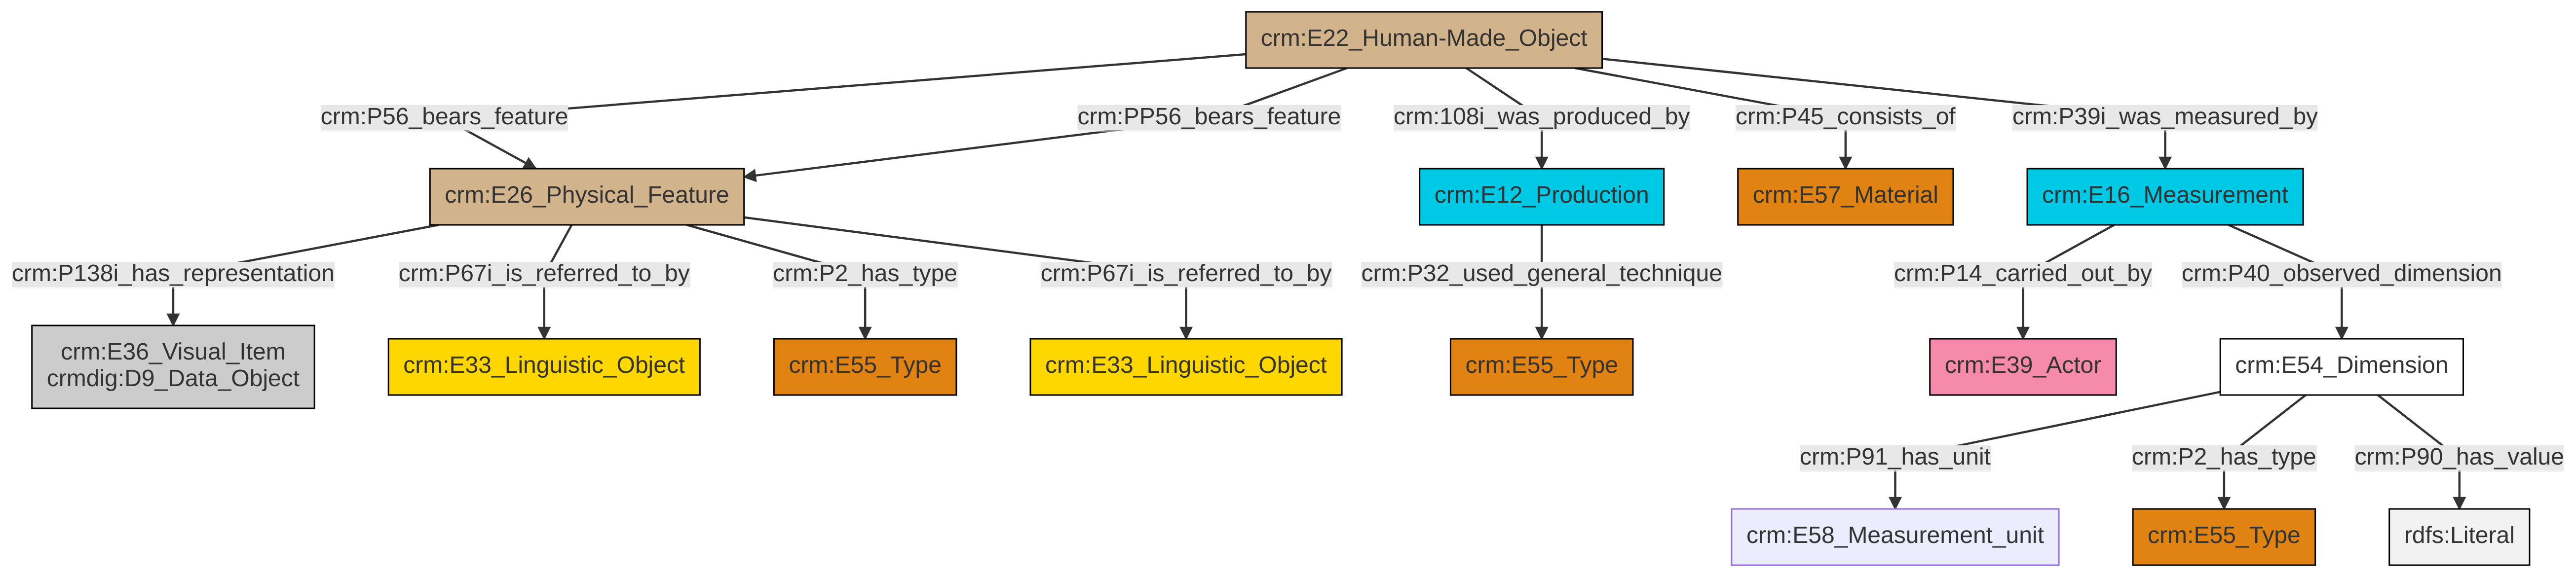 crm:E22_Human-Made_Object
crm:P56_bears_feature
crm:PP56_bears_feature
crm:108i_was_produced_by
crm:P45_consists_of
crm:P39i_was_measured_by
crm:E26_Physical_Feature
crm:E12_Production
crm:E57_Material
crm:E16_Measurement
crm:P138i_has_representation
crm:P67i_is_referred_to_by
crm:P2_has_type
crm:P67i_is_referred_to_by
crm:P32_used_general_technique
crm:P14_carried_out_by
crm:P40_observed_dimension
crm:E36_Visual_Item
crmdig:D9_Data_Object
crm:E33_Linguistic_Object
crm:E55_Type
crm:E33_Linguistic_Object
crm:E55_Type
crm:E39_Actor
crm:E54_Dimension
crm:P91_has_unit
crm:P2_has_type
crm:P90_has_value
crm:E58_Measurement_unit
crm:E55_Type
rdfs:Literal